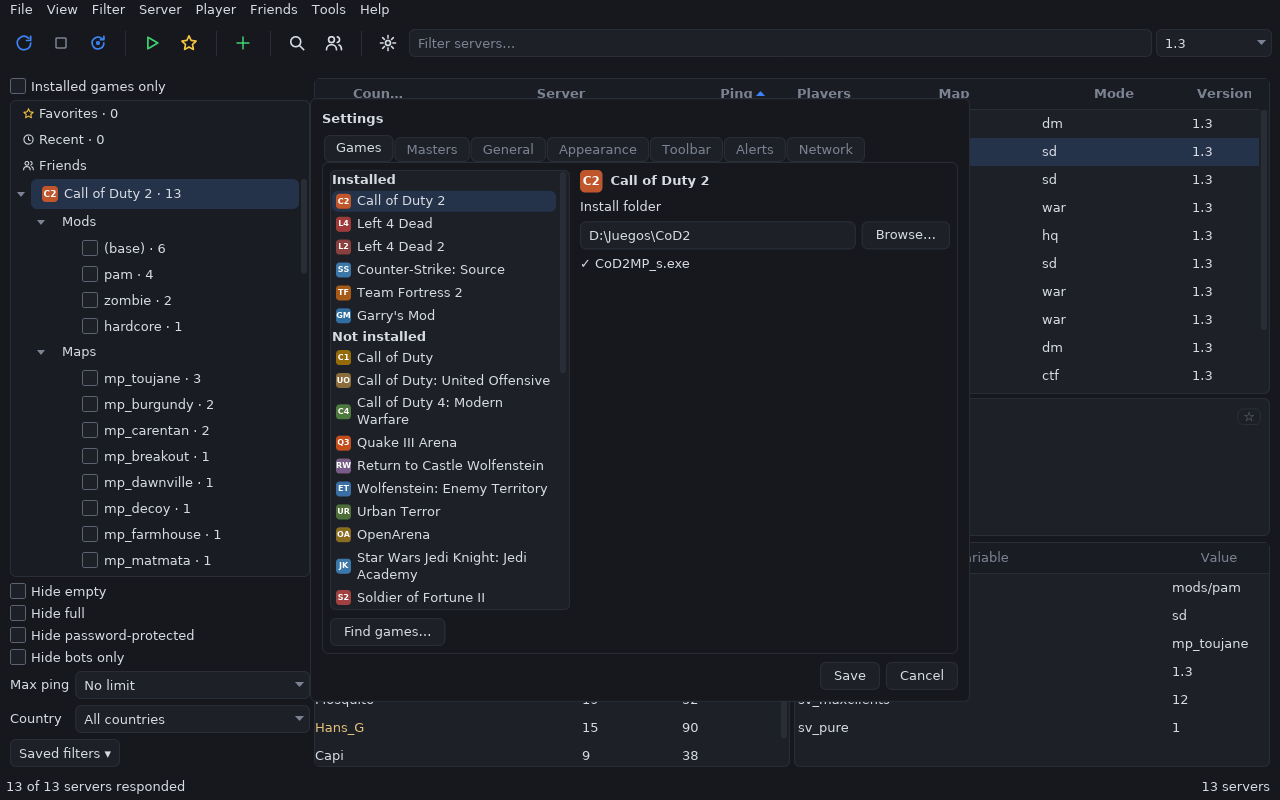 File View Filter Server Player Friends Tools Help
Filter servers...
1.3
Installed games only
Favorites · 0
Recent · 0
Friends
C2 Call of Duty 2 · 13
Mods
(base) · 6
pam · 4
zombie · 2
hardcore · 1
Maps
mp_toujane · 3
mp_burgundy · 2
mp_carentan · 2
mp_breakout · 1
mp_dawnville · 1
mp_decoy · 1
mp_farmhouse · 1
mp_matmata · 1
Hide empty
Hide full
Hide password-protected
Hide bots only
Max ping No limit
Country All countries
Saved filters ▾
Coun... Server Ping Players Map Mode Version
dm 1.3
sd 1.3
sd 1.3
war 1.3
hq 1.3
sd 1.3
war 1.3
war 1.3
dm 1.3
ctf 1.3
Settings
Games Masters General Appearance Toolbar Alerts Network
Installed
C2 Call of Duty 2
L4 Left 4 Dead
L2 Left 4 Dead 2
SS Counter-Strike: Source
TF Team Fortress 2
GM Garry's Mod
Not installed
C1 Call of Duty
UO Call of Duty: United Offensive
C4 Call of Duty 4: Modern
Warfare
Q3 Quake III Arena
RW Return to Castle Wolfenstein
ET Wolfenstein: Enemy Territory
UR Urban Terror
OA OpenArena
JK Star Wars Jedi Knight: Jedi
Academy
S2 Soldier of Fortune II
Find games...
C2 Call of Duty 2
Install folder
D:\Juegos\CoD2 Browse...
✓ CoD2MP_s.exe
Save Cancel
Value
mods/pam
sd
mp_toujane
1.3
sv_maxclients 12
sv_pure 1
Mosquito
Hans_G 15 90
Capi 9 38
13 of 13 servers responded
13 servers